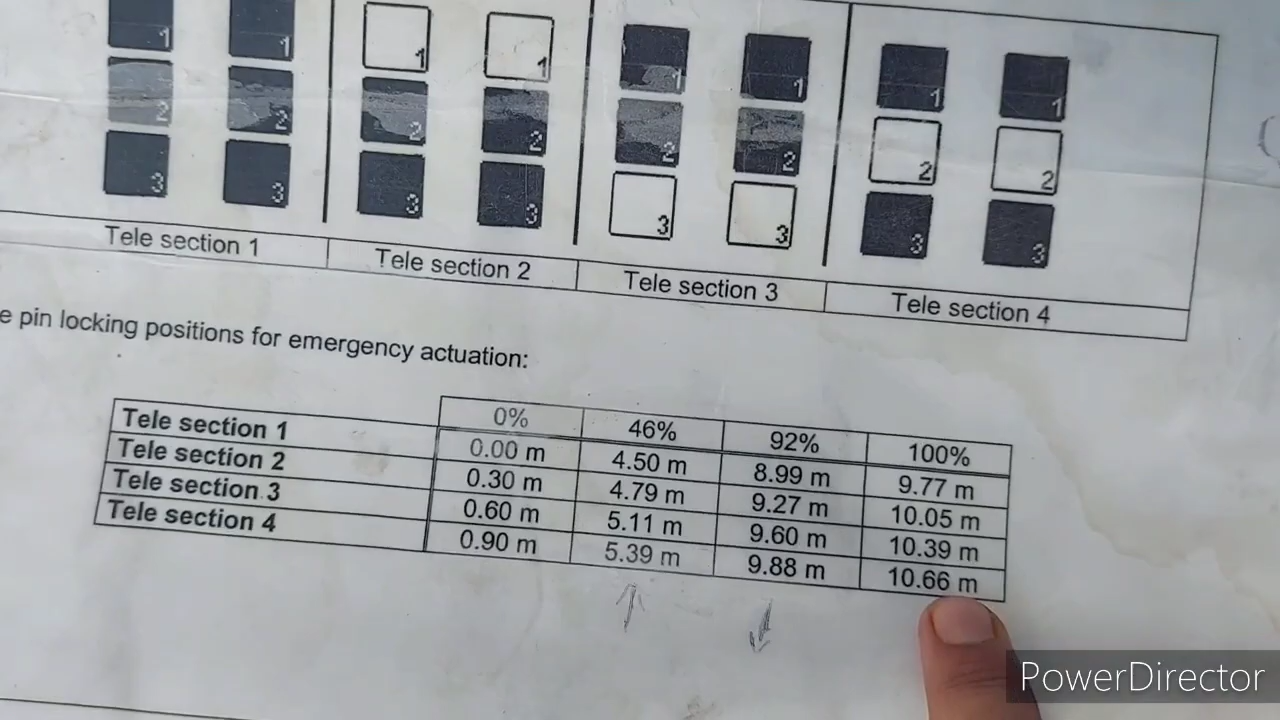 1 1 1 1 1 1 1 1
2 2 2 2 2 2 2 2
3 3 3 3 3 3 3 3
Tele section 1 Tele section 2 Tele section 3 Tele section 4
e pin locking positions for emergency actuation:
0% 46% 92% 100%
Tele section 1 0.00 m 4.50 m 8.99 m 9.77 m
Tele section 2 0.30 m 4.79 m 9.27 m 10.05 m
Tele section 3 0.60 m 5.11 m 9.60 m 10.39 m
Tele section 4 0.90 m 5.39 m 9.88 m 10.66 m
PowerDirector